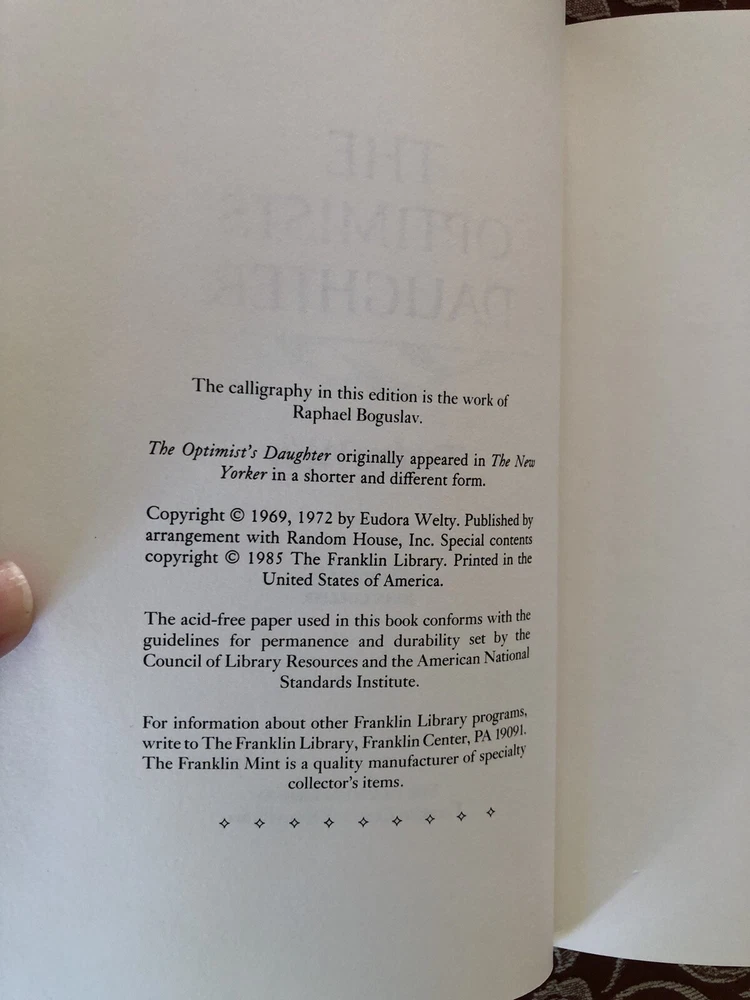 THE
OPTIMIST'S
DAUGHTER
The calligraphy in this edition is the work of
Raphael Boguslav.
The Optimist's Daughter originally appeared in The New
Yorker in a shorter and different form.
Copyright © 1969, 1972 by Eudora Welty. Published by
arrangement with Random House, Inc. Special contents
copyright © 1985 The Franklin Library. Printed in the
United States of America.
The acid-free paper used in this book conforms with the
guidelines for permanence and durability set by the
Council of Library Resources and the American National
Standards Institute.
For information about other Franklin Library programs,
write to The Franklin Library, Franklin Center, PA 19091.
The Franklin Mint is a quality manufacturer of specialty
collector's items.